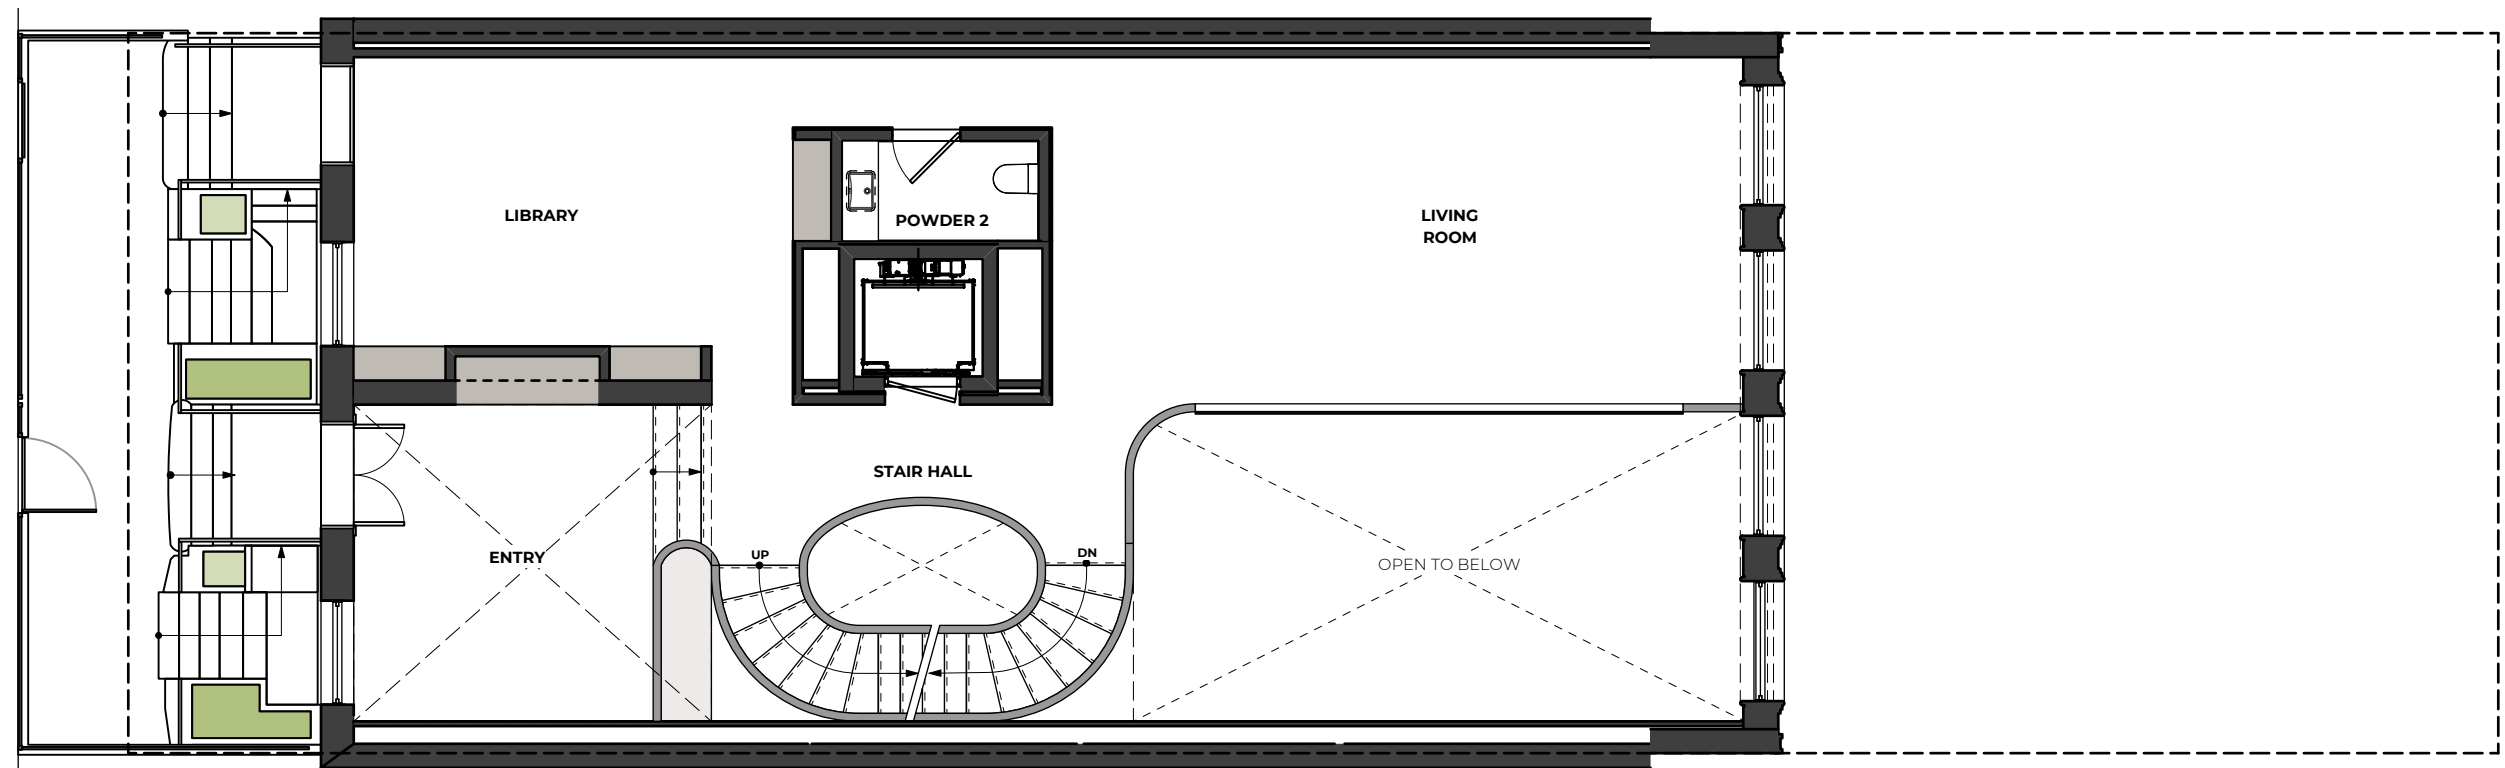 LIBRARY
POWDER 2
LIVING
ROOM
STAIR HALL
ENTRY
UP
DN
OPEN TO BELOW